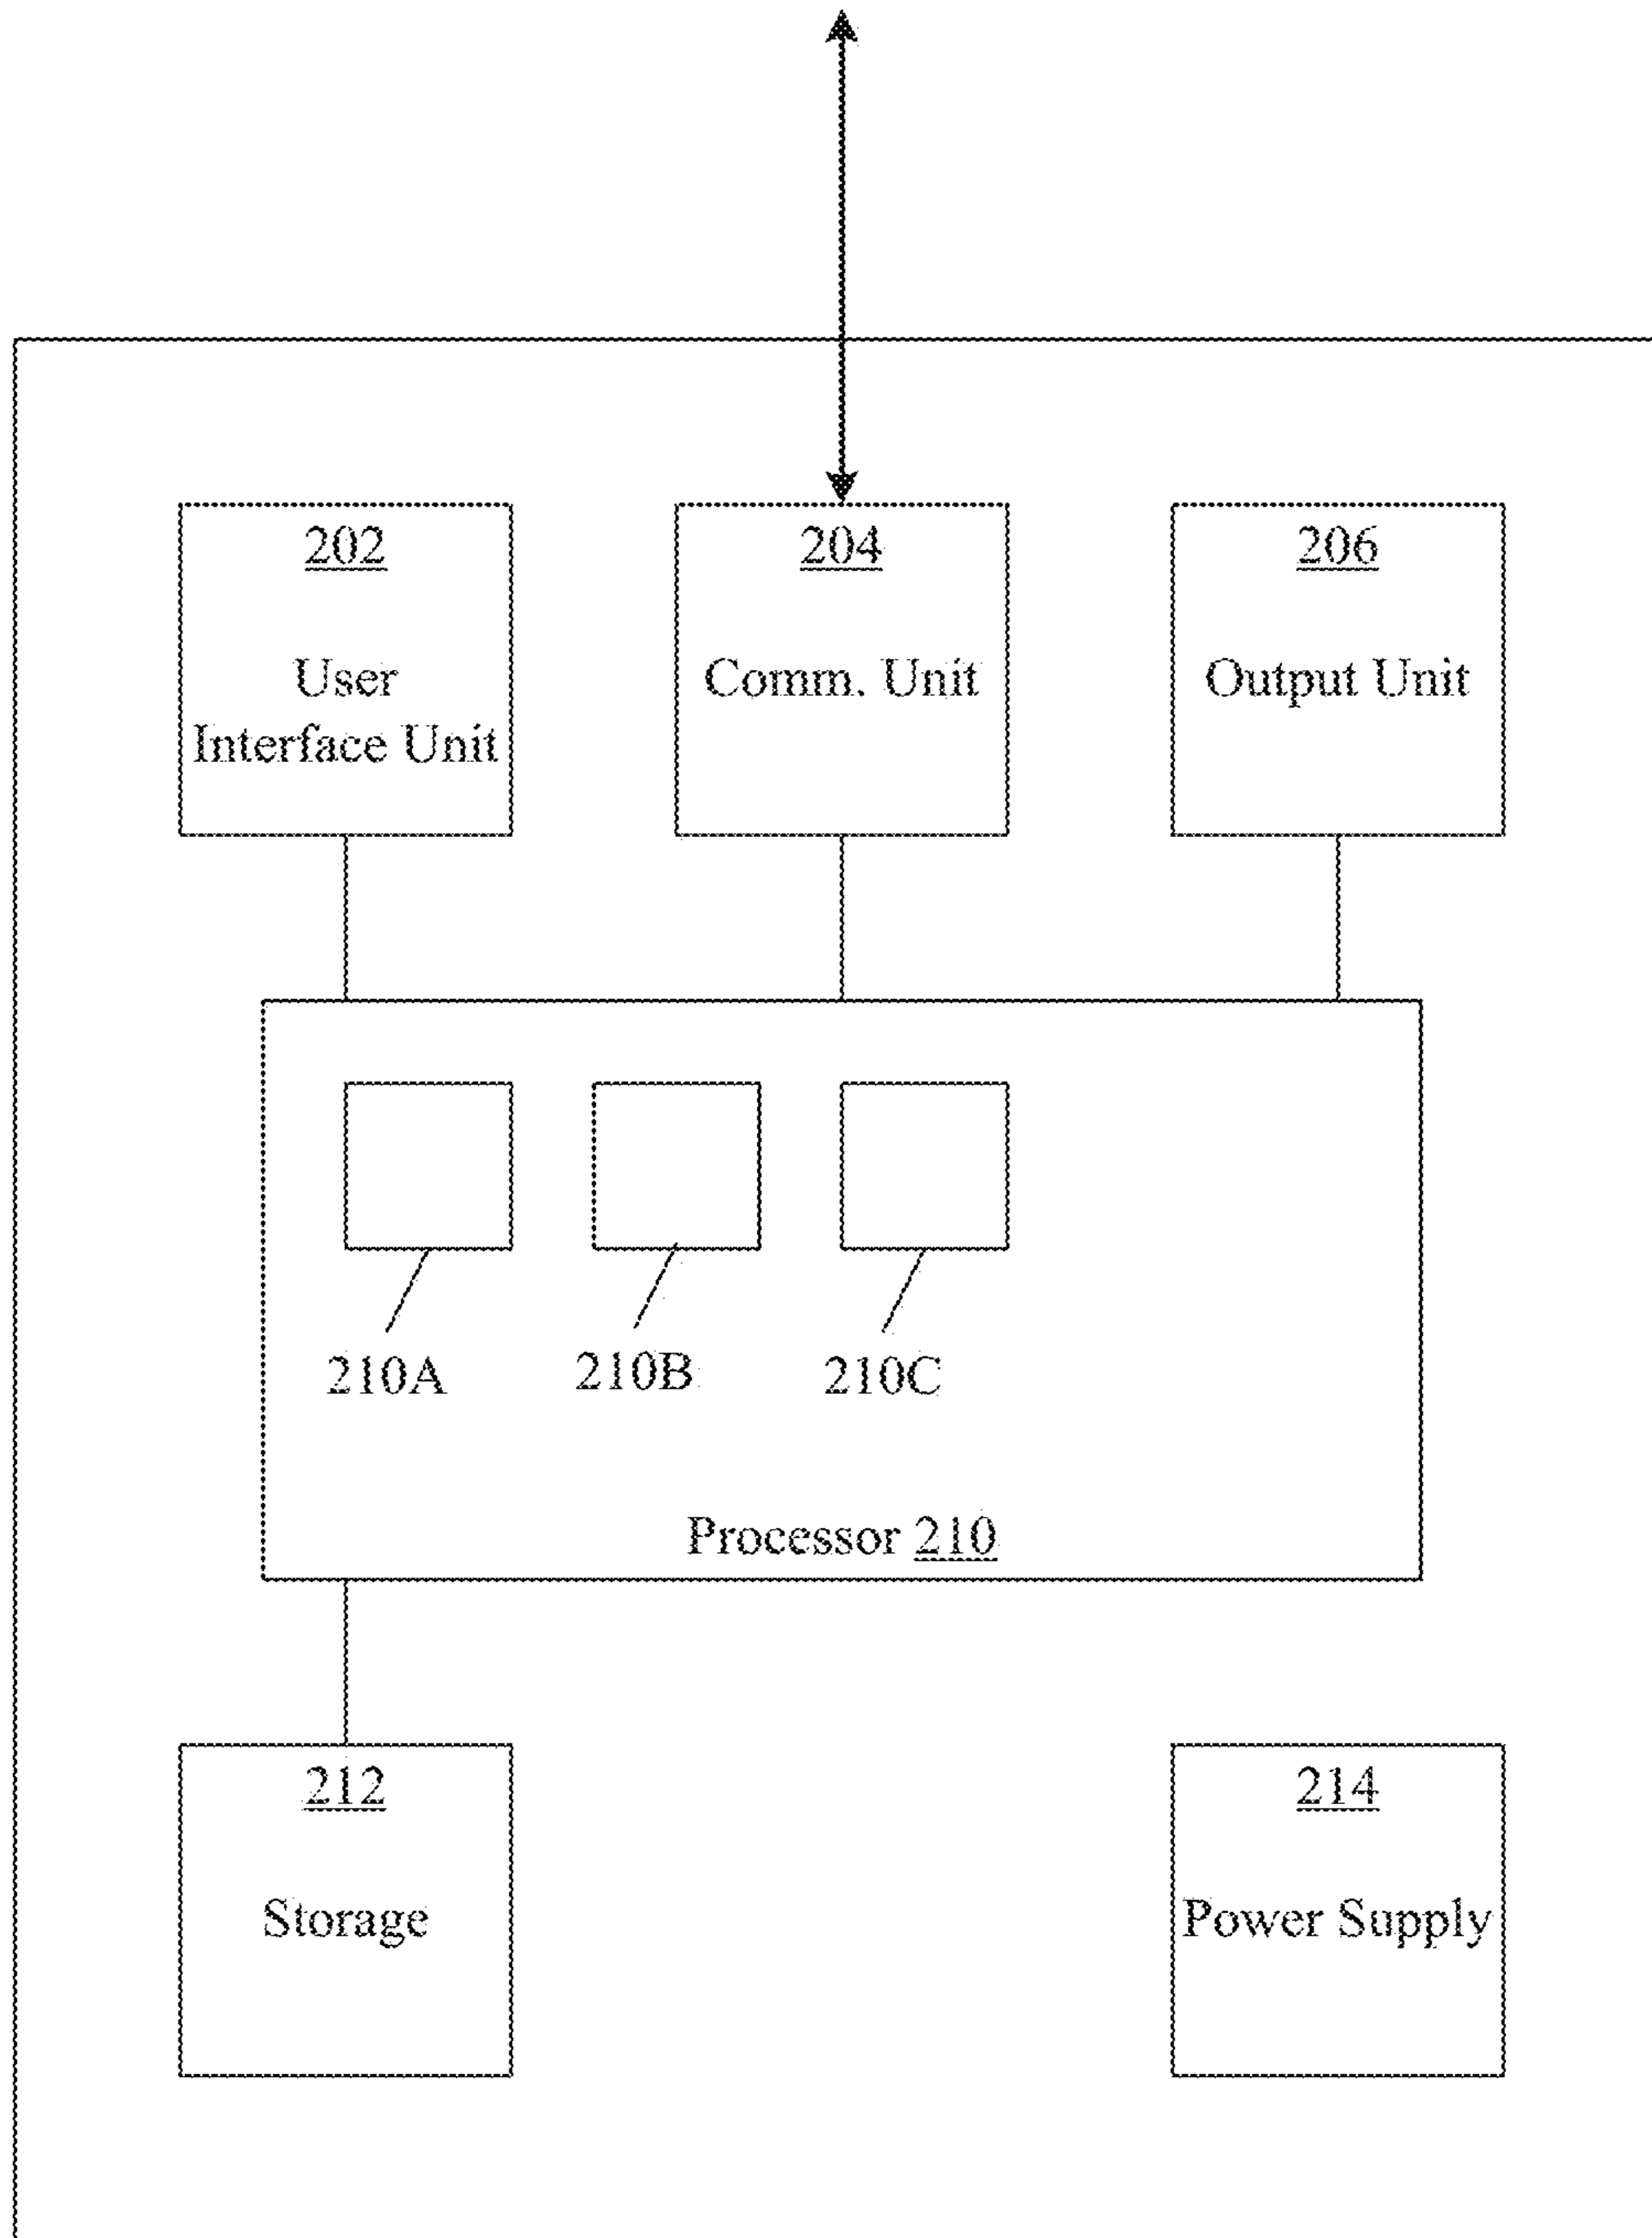 202
User
Interface Unit
204
Comm. Unit
206
Output Unit
210A
210B
210C
Processor 210
212
Storage
214
Power Supply